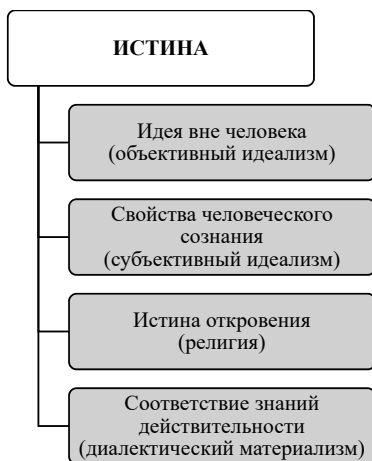 ИСТИНА
Идея вне человека
(объективный идеализм)
Свойства человеческого
сознания
(субъективный идеализм)
Истина откровения
(религия)
Соответствие знаний
действительности
(диалектический материализм)